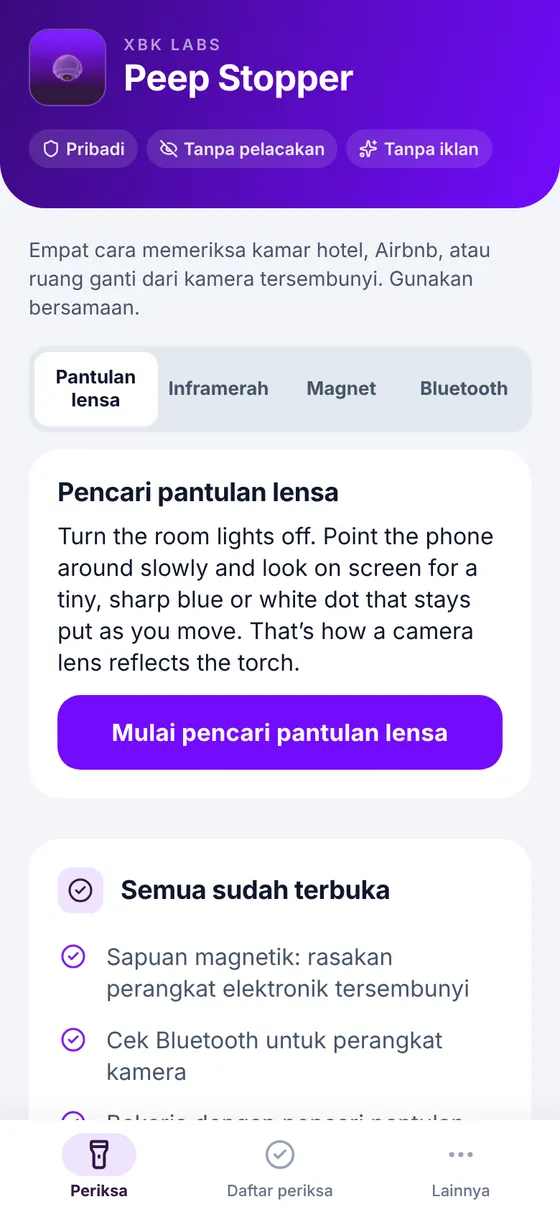 XBK LABS
Peep Stopper
Pribadi
Tanpa pelacakan
Tanpa iklan
Empat cara memeriksa kamar hotel, Airbnb, atau
ruang ganti dari kamera tersembunyi. Gunakan
bersamaan.
Pantulan
lensa
Inframerah
Magnet
Bluetooth
Pencari pantulan lensa
Turn the room lights off. Point the phone
around slowly and look on screen for a
tiny, sharp blue or white dot that stays
put as you move. That’s how a camera
lens reflects the torch.
Mulai pencari pantulan lensa
Semua sudah terbuka
Sapuan magnetik: rasakan
perangkat elektronik tersembunyi
Cek Bluetooth untuk perangkat
kamera
Periksa
Daftar periksa
Lainnya